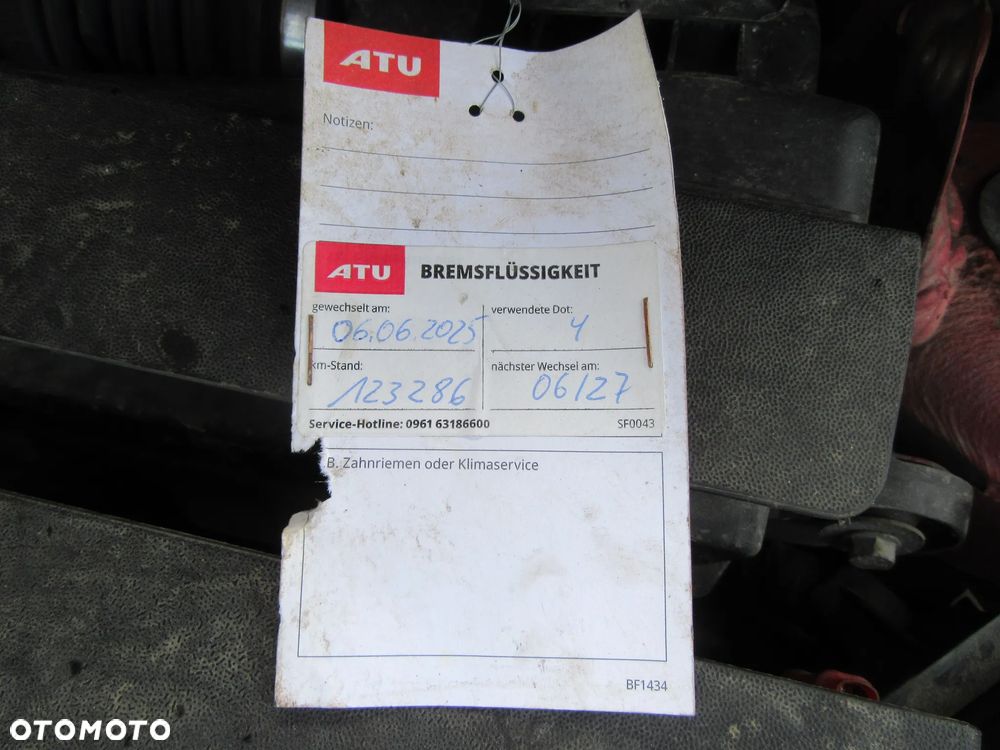 ATU
Notizen:
ATU BREMSFLÜSSIGKEIT
gewechselt am: verwendete Dot:
06.06.2025 4
km-Stand: nächster Wechsel am:
123286 06/27
Service-Hotline: 0961 63186600 SF0043
B. Zahnriemen oder Klimaservice
BF1434
OTOMOTO